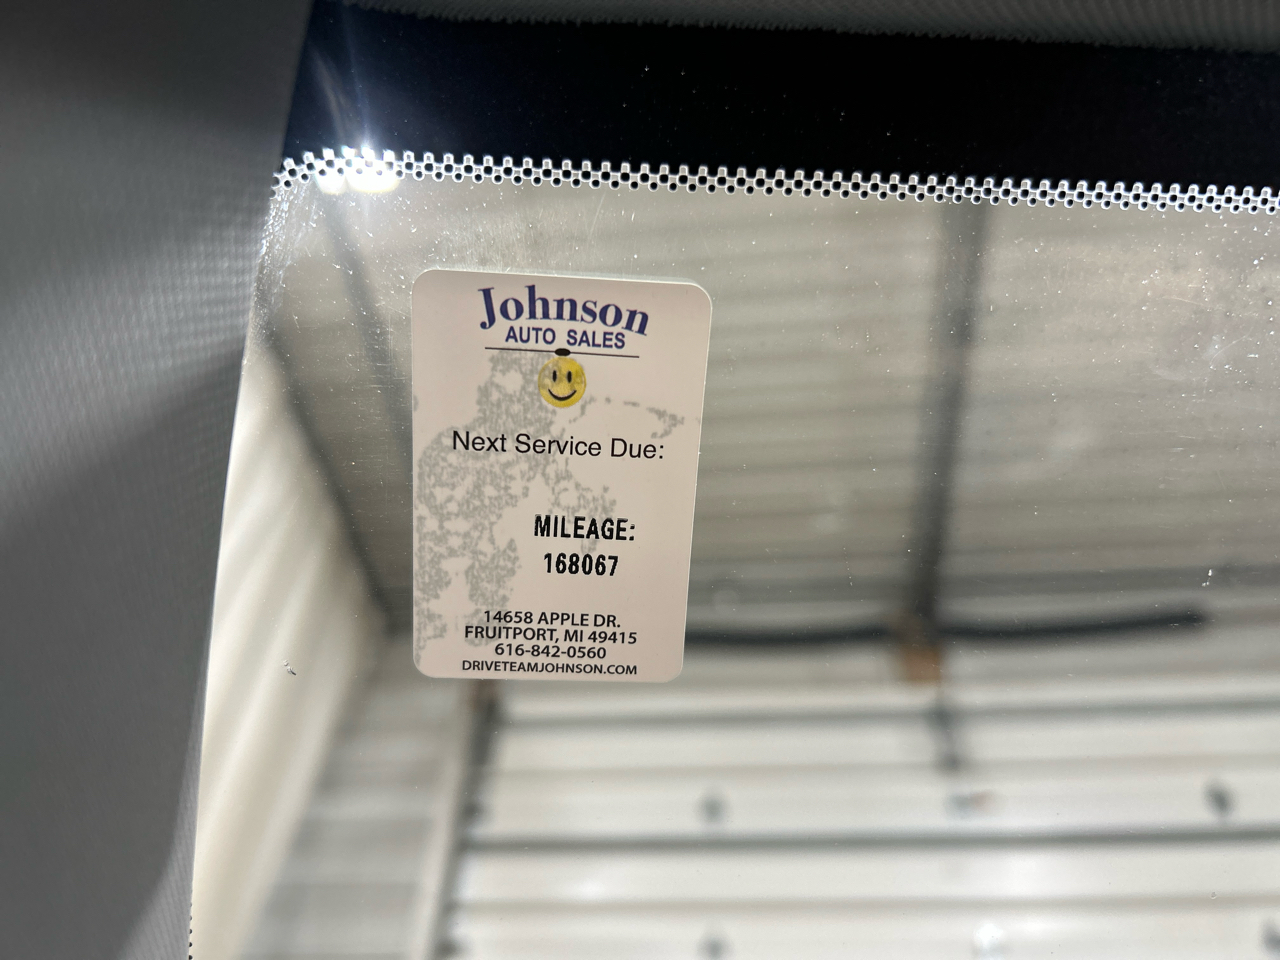 Johnson
AUTO SALES
Next Service Due:
MILEAGE:
168067
14658 APPLE DR.
FRUITPORT, MI 49415
616-842-0560
DRIVETEAMJOHNSON.COM